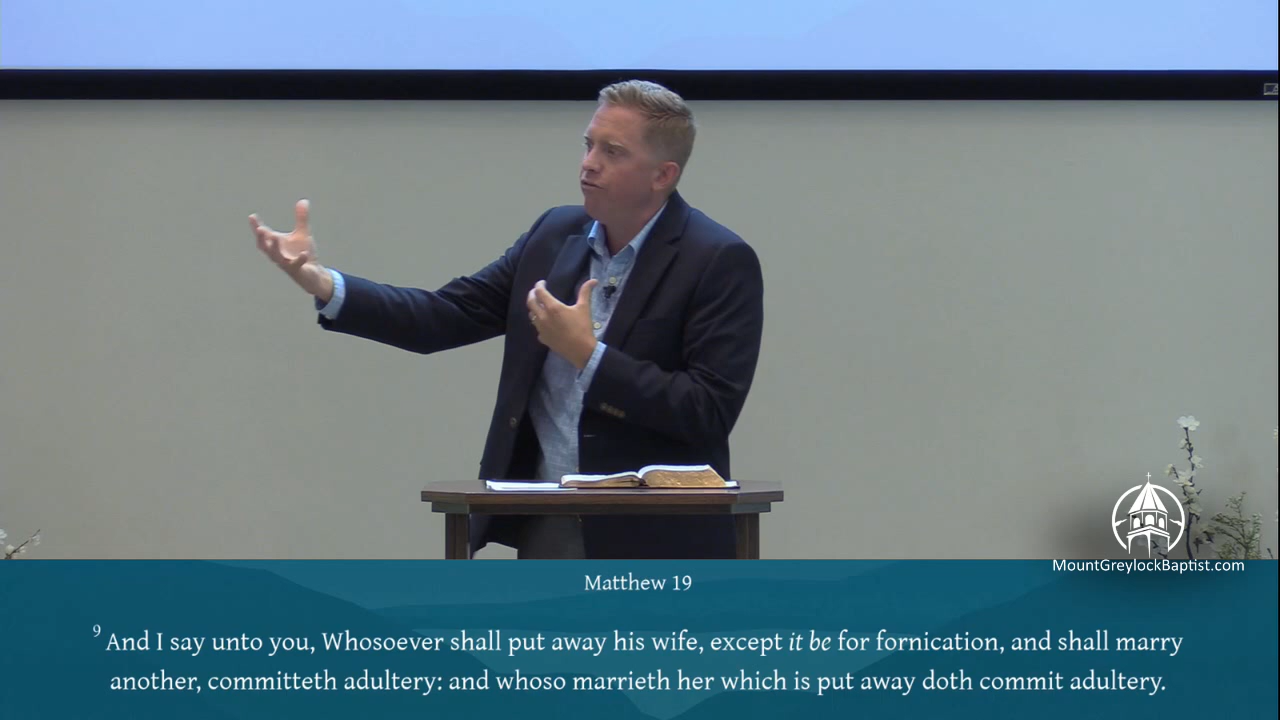 MountGreylockBaptist.com
Matthew 19
9 And I say unto you, Whosoever shall put away his wife, except it be for fornication, and shall marry
another, committeth adultery: and whoso marrieth her which is put away doth commit adultery.